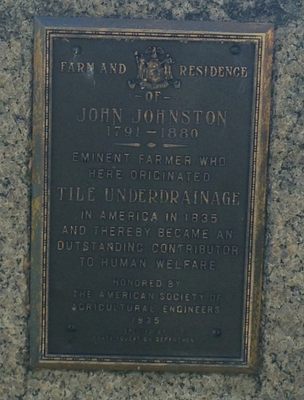 FARM AND RESIDENCE
-OF-
JOHN JOHNSTON
1791-1880
EMINENT FARMER WHO
HERE ORIGINATED
TILE UNDERDRAINAGE
IN AMERICA IN 1835
AND THEREBY BECAME AN
OUTSTANDING CONTRIBUTOR
TO HUMAN WELFARE
HONORED BY
THE AMERICAN SOCIETY OF
AGRICULTURAL ENGINEERS
1935